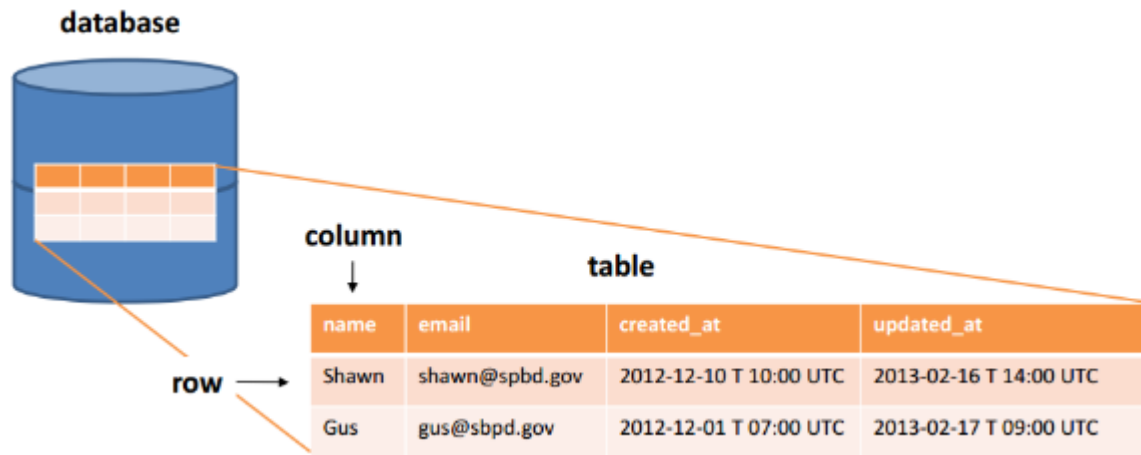 database
column
table
name email created_at updated_at
row
Shawn shawn@spbd.gov 2012-12-10 T 10:00 UTC 2013-02-16 T 14:00 UTC
Gus gus@sbpd.gov 2012-12-01 T 07:00 UTC 2013-02-17 T 09:00 UTC